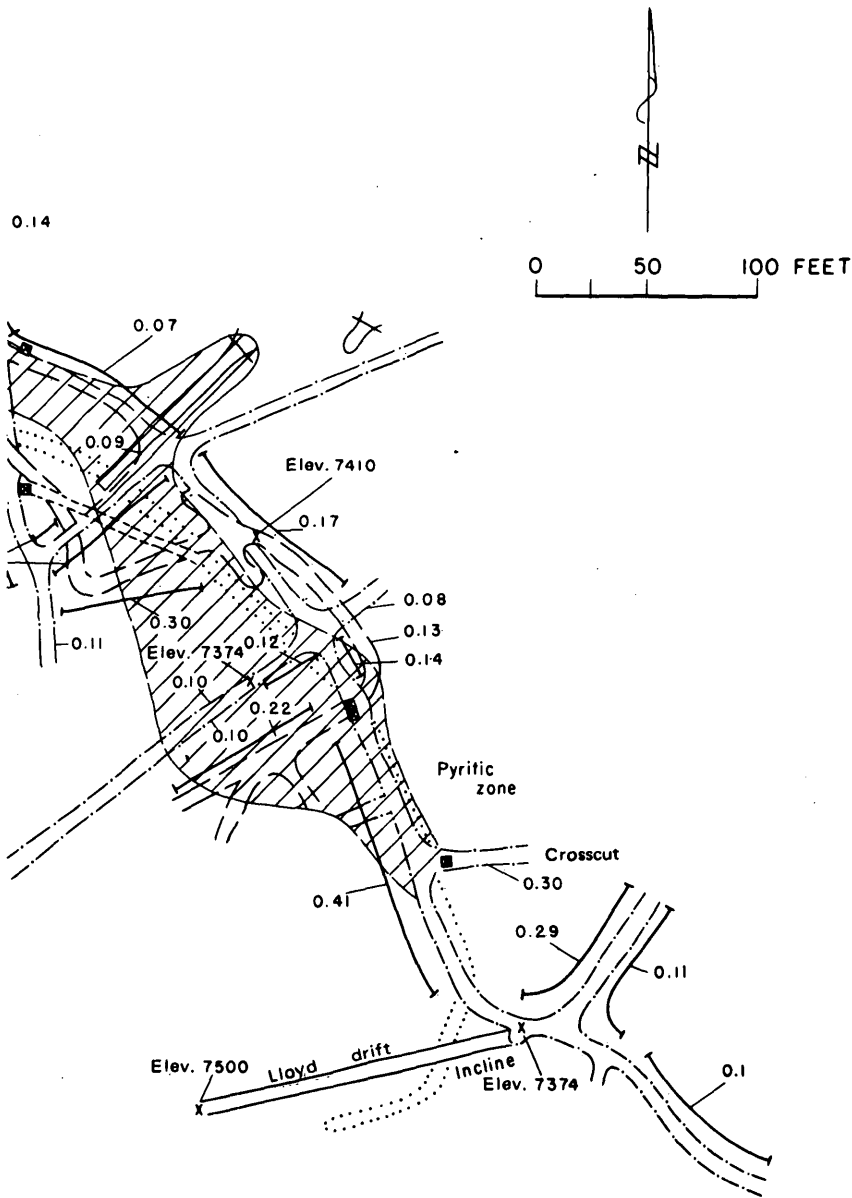 N
0.14
0 50 100 FEET
0.07
0.09
Elev. 7410
0.17
0.08
0.30
0.13
0.11
Elev. 7374
0.12
0.14
0.10
0.22
0.10
Pyritic
zone
Crosscut
0.30
0.41
0.29
0.11
Lloyd drift
Incline
Elev. 7500
Elev. 7374
0.1